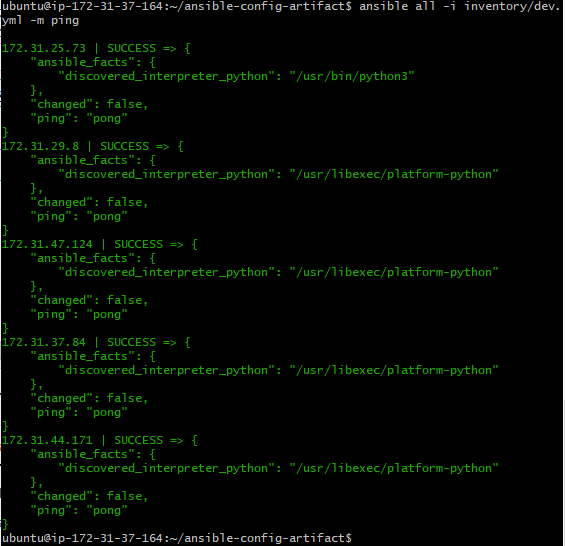 ubuntu@ip-172-31-37-164:~/ansible-config-artifact$ ansible all -i inventory/dev.
yml -m ping
172.31.25.73 | SUCCESS => {
    "ansible_facts": {
        "discovered_interpreter_python": "/usr/bin/python3"
    },
    "changed": false,
    "ping": "pong"
}
172.31.29.8 | SUCCESS => {
    "ansible_facts": {
        "discovered_interpreter_python": "/usr/libexec/platform-python"
    },
    "changed": false,
    "ping": "pong"
}
172.31.47.124 | SUCCESS => {
    "ansible_facts": {
        "discovered_interpreter_python": "/usr/libexec/platform-python"
    },
    "changed": false,
    "ping": "pong"
}
172.31.37.84 | SUCCESS => {
    "ansible_facts": {
        "discovered_interpreter_python": "/usr/libexec/platform-python"
    },
    "changed": false,
    "ping": "pong"
}
172.31.44.171 | SUCCESS => {
    "ansible_facts": {
        "discovered_interpreter_python": "/usr/libexec/platform-python"
    },
    "changed": false,
    "ping": "pong"
}
ubuntu@ip-172-31-37-164:~/ansible-config-artifact$